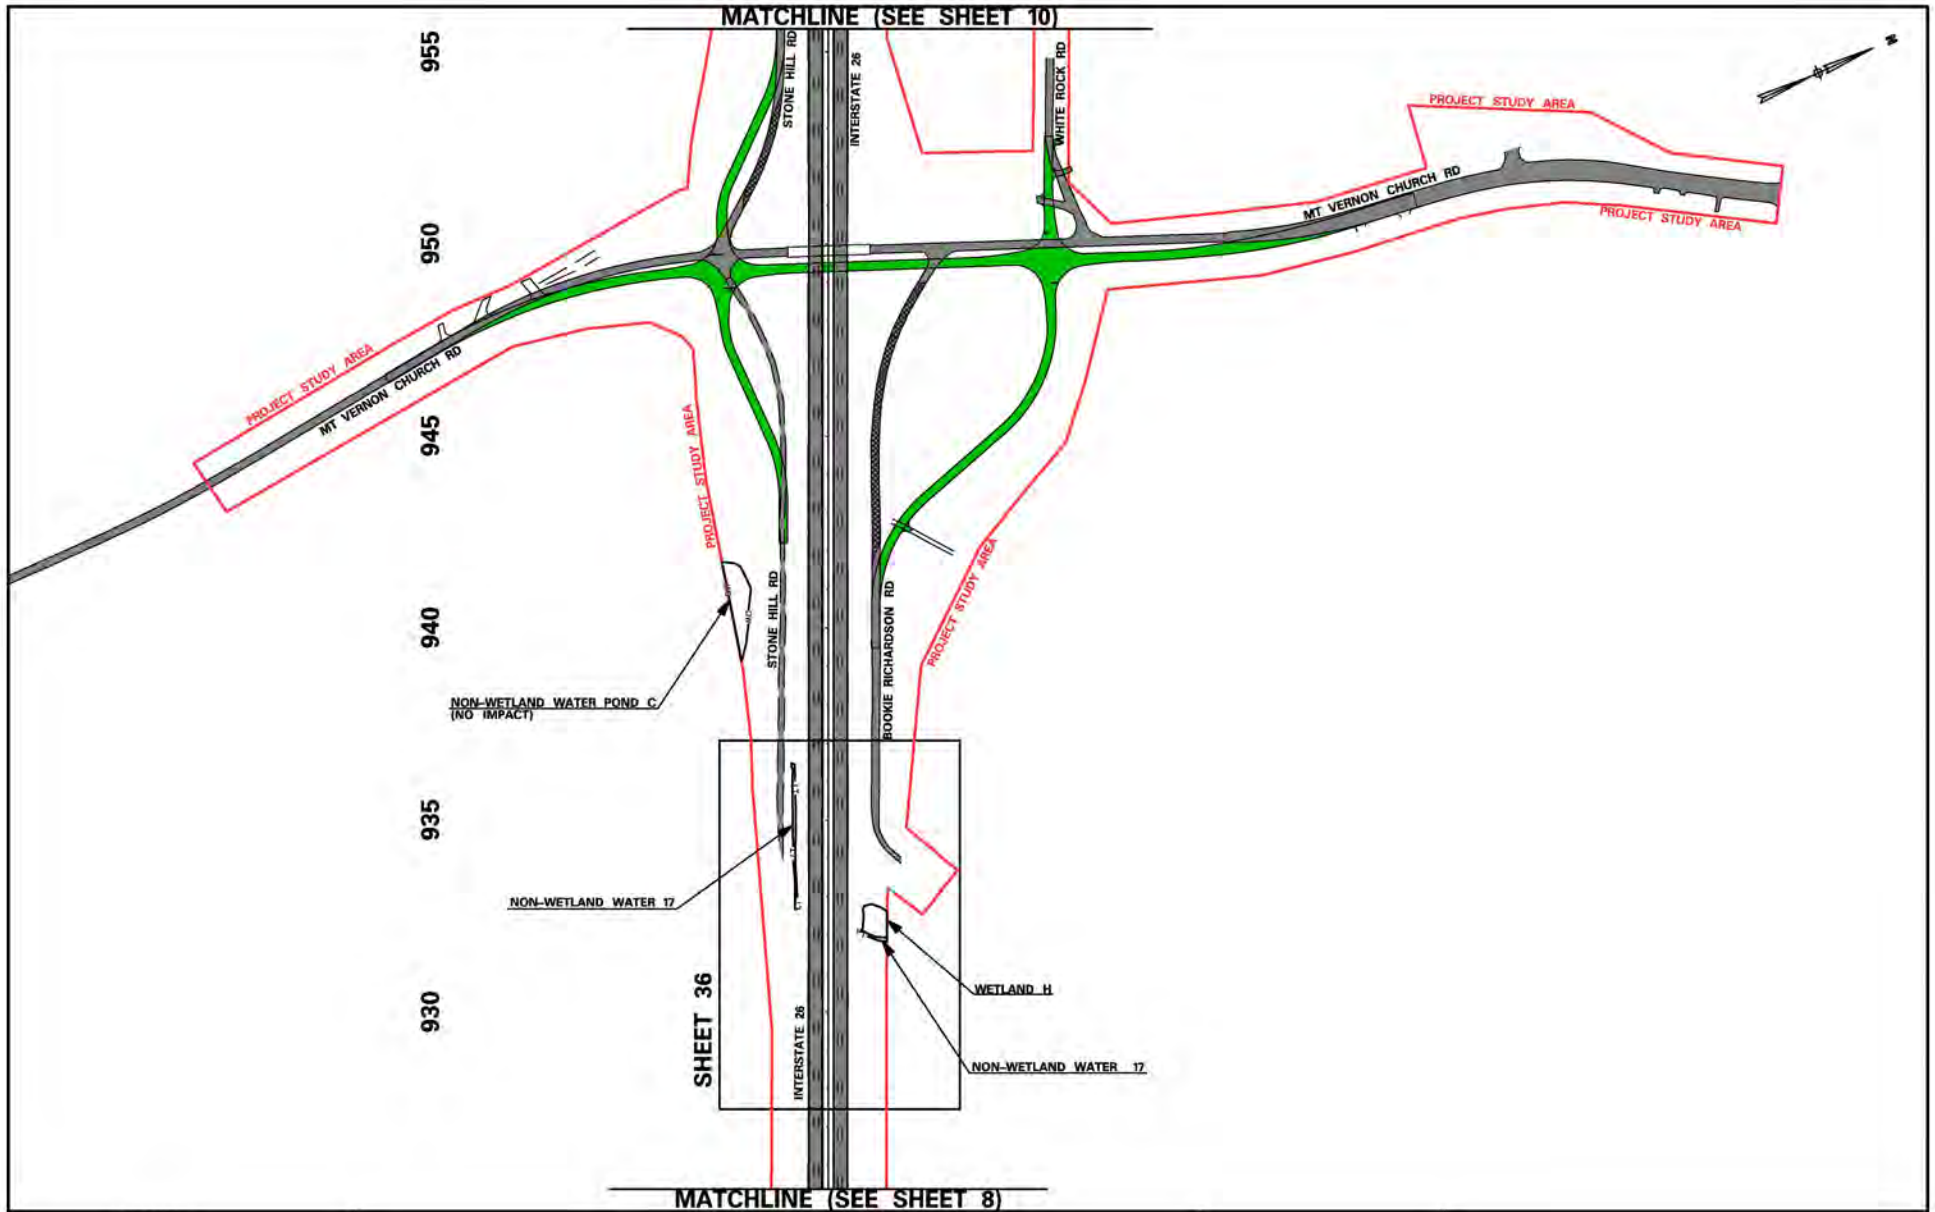 MATCHLINE (SEE SHEET 10)
955
STONE HILL RD
INTERSTATE 26
WHITE ROCK RD
N
PROJECT STUDY AREA
MT VERNON CHURCH RD
PROJECT STUDY AREA
950
PROJECT STUDY AREA
MT VERNON CHURCH RD
945
PROJECT STUDY AREA
PROJECT STUDY AREA
STONE HILL RD
BOOKIE RICHARDSON RD
940
NON-WETLAND WATER POND C
(NO IMPACT)
935
NON-WETLAND WATER 17
WETLAND H
930
SHEET 36
INTERSTATE 26
NON-WETLAND WATER 17
MATCHLINE (SEE SHEET 8)